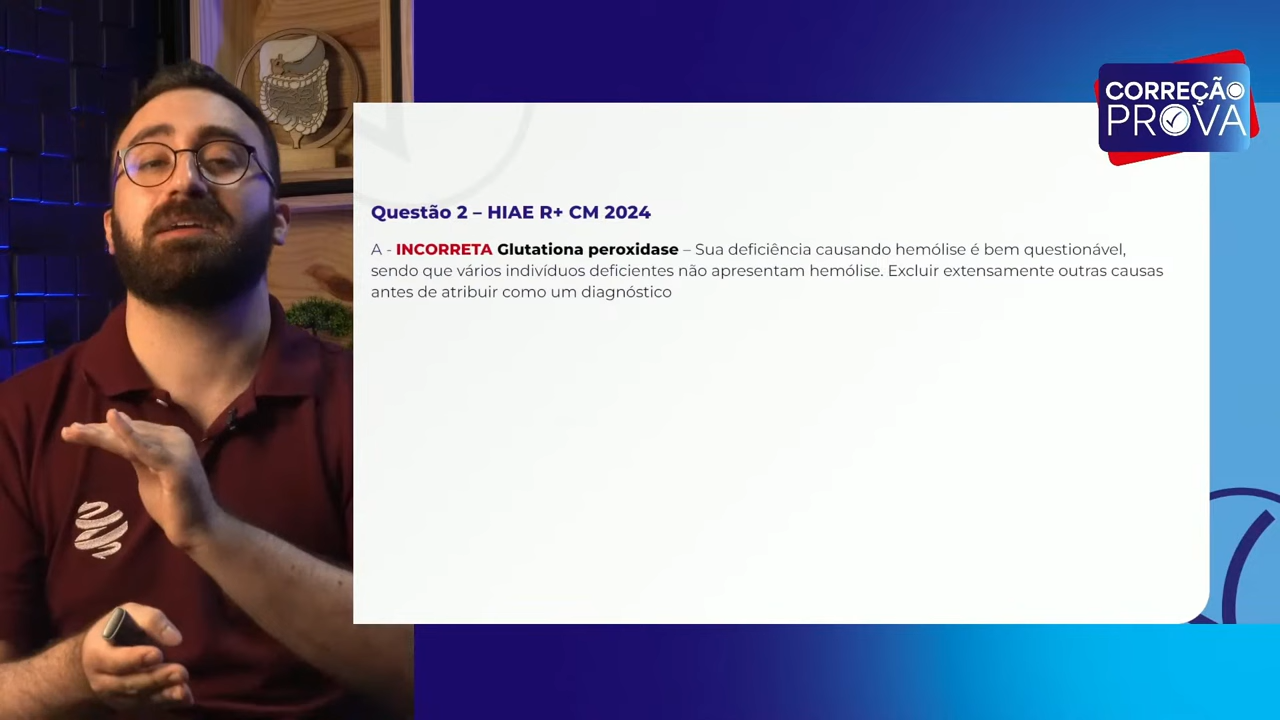 CORREÇÃO
PROVA
Questão 2 – HIAE R+ CM 2024
A - INCORRETA Glutationa peroxidase – Sua deficiência causando hemólise é bem questionável,
sendo que vários indivíduos deficientes não apresentam hemólise. Excluir extensamente outras causas
antes de atribuir como um diagnóstico